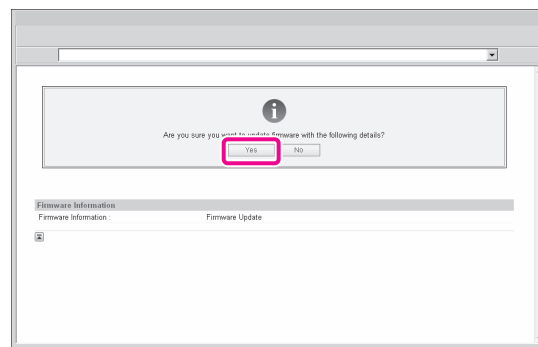 Are you sure you want to update firmware with the following details?
Yes No
Firmware Information
Firmware Information : Firmware Update